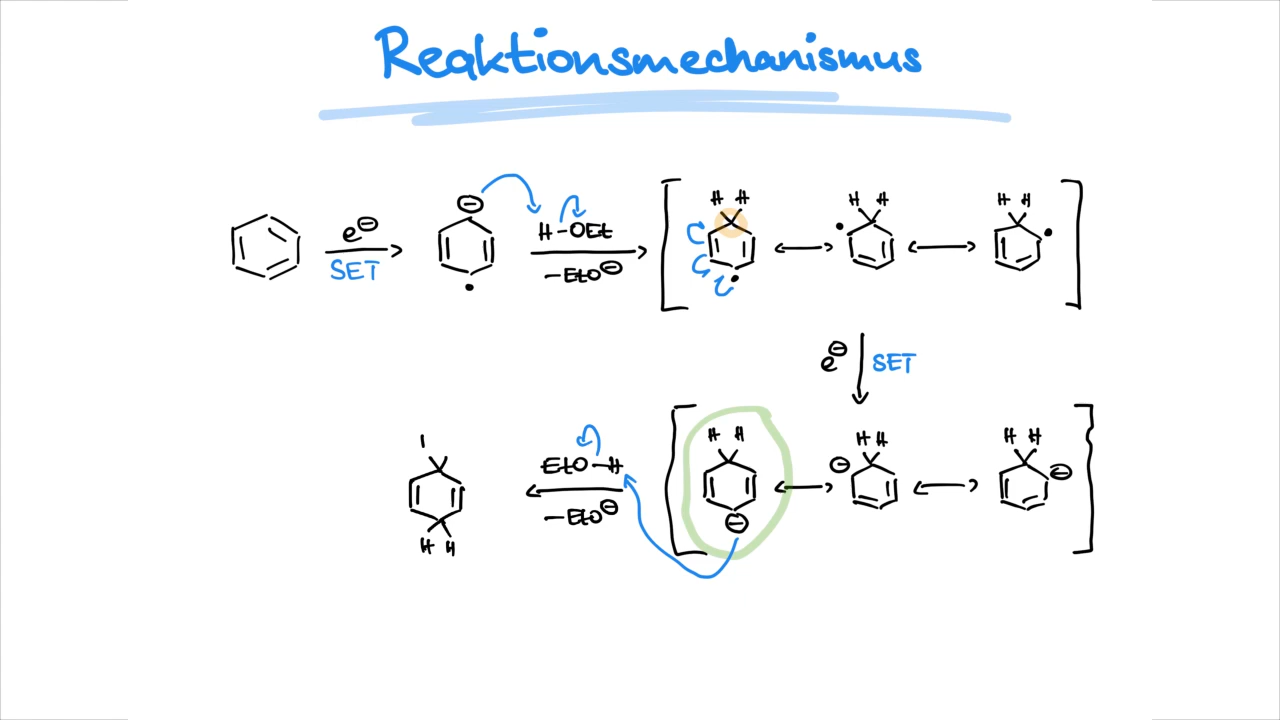 Reaktionsmechanismus
H H H H H H
e⊖ ⊖ H-OEt
SET -EtO⊖
e⊖ SET
H H H H H H
EtO-H ⊖ ⊖
-EtO⊖ ⊖
H H